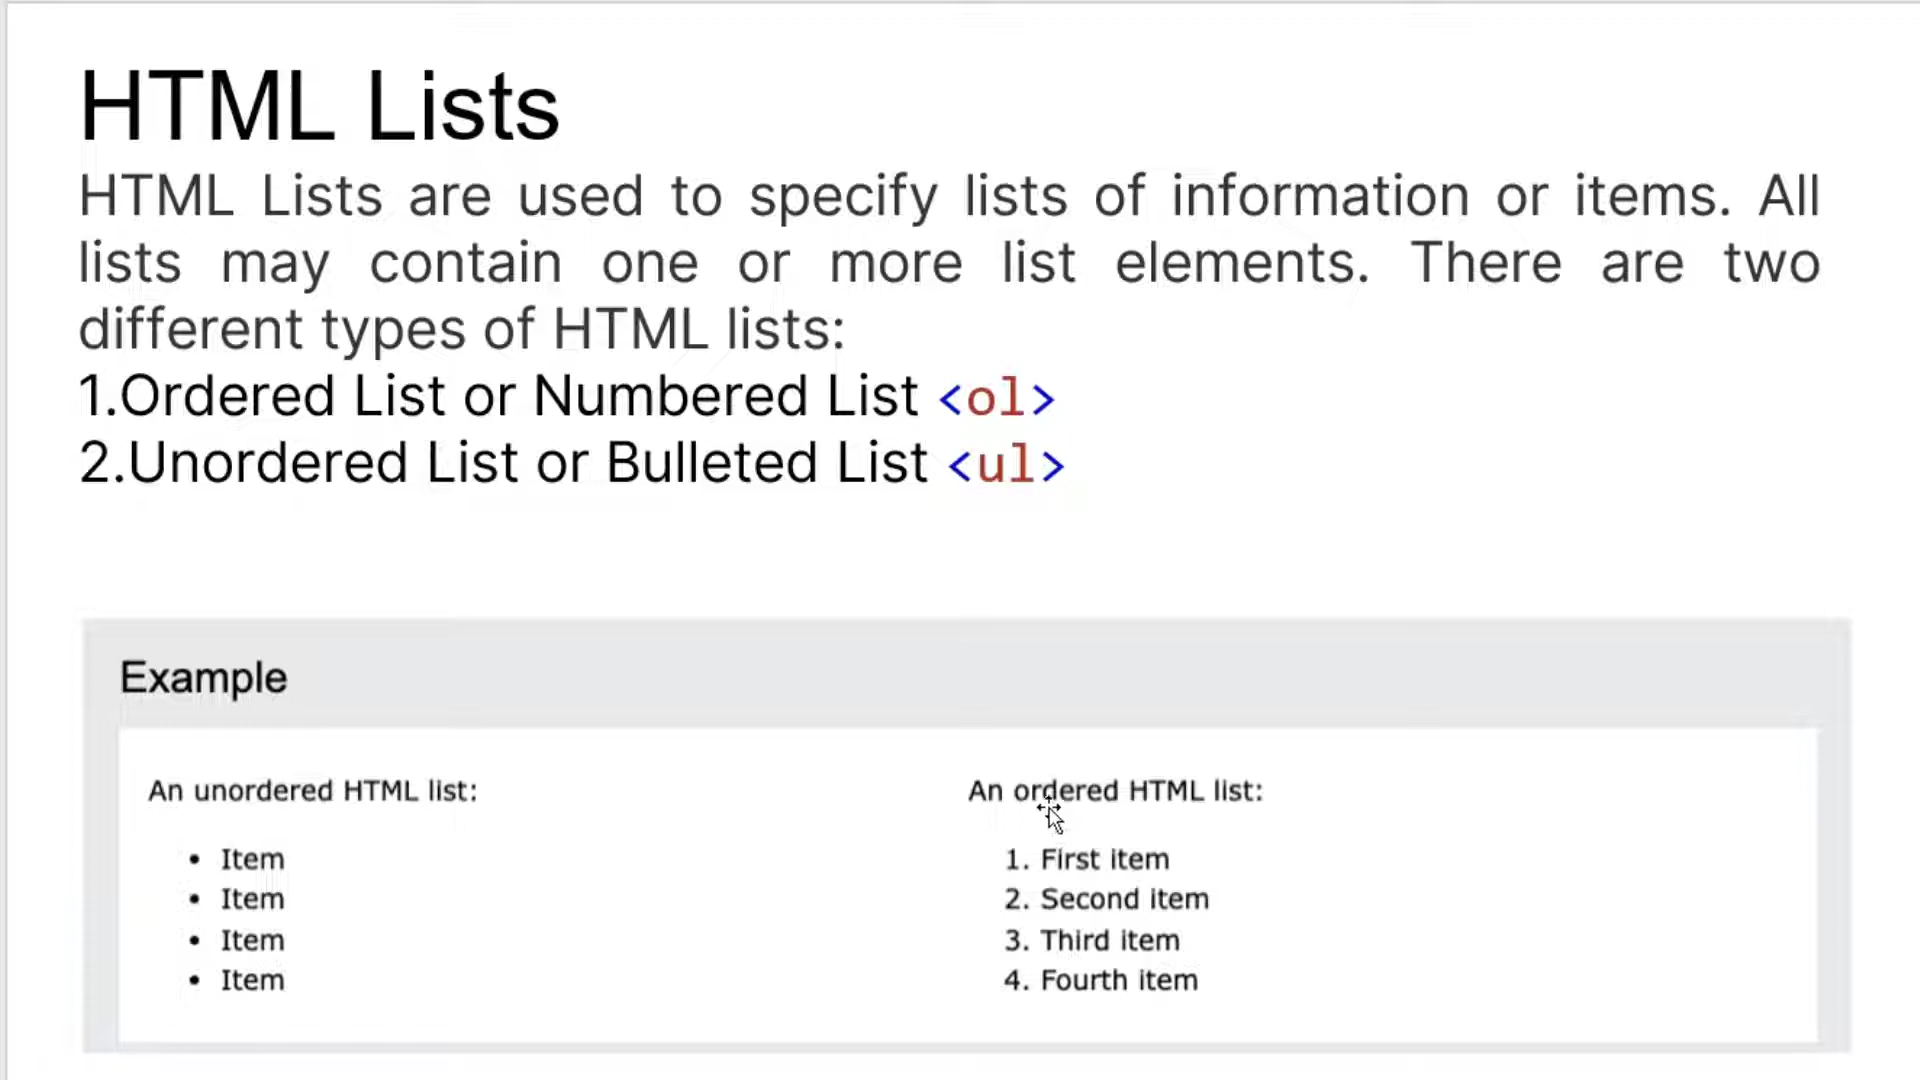 HTML Lists
HTML Lists are used to specify lists of information or items. All
lists may contain one or more list elements. There are two
different types of HTML lists:
1.Ordered List or Numbered List <ol>
2.Unordered List or Bulleted List <ul>
Example
An unordered HTML list:
• Item
• Item
• Item
• Item
An ordered HTML list:
1. First item
2. Second item
3. Third item
4. Fourth item